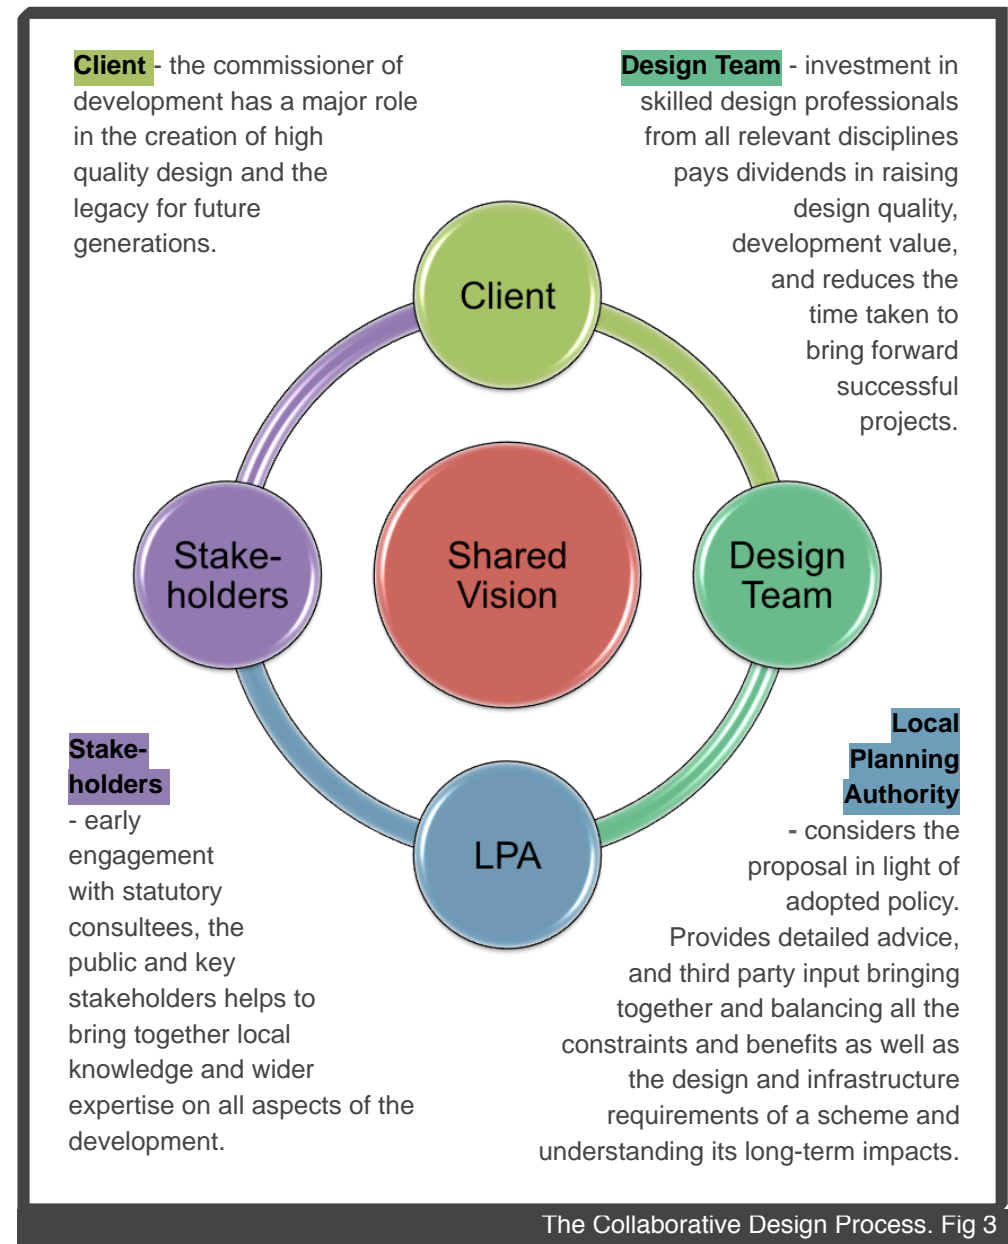 Client - the commissioner of
development has a major role
in the creation of high
quality design and the
legacy for future
generations.
Design Team - investment in
skilled design professionals
from all relevant disciplines
pays dividends in raising
design quality,
development value,
and reduces the
time taken to
bring forward
successful
projects.
Client
Stake-
holders
Shared
Vision
Design
Team
LPA
Stake-
holders
- early
engagement
with statutory
consultees, the
public and key
stakeholders helps to
bring together local
knowledge and wider
expertise on all aspects of the
development.
Local
Planning
Authority
- considers the
proposal in light of
adopted policy.
Provides detailed advice,
and third party input bringing
together and balancing all the
constraints and benefits as well as
the design and infrastructure
requirements of a scheme and
understanding its long-term impacts.
The Collaborative Design Process. Fig 3